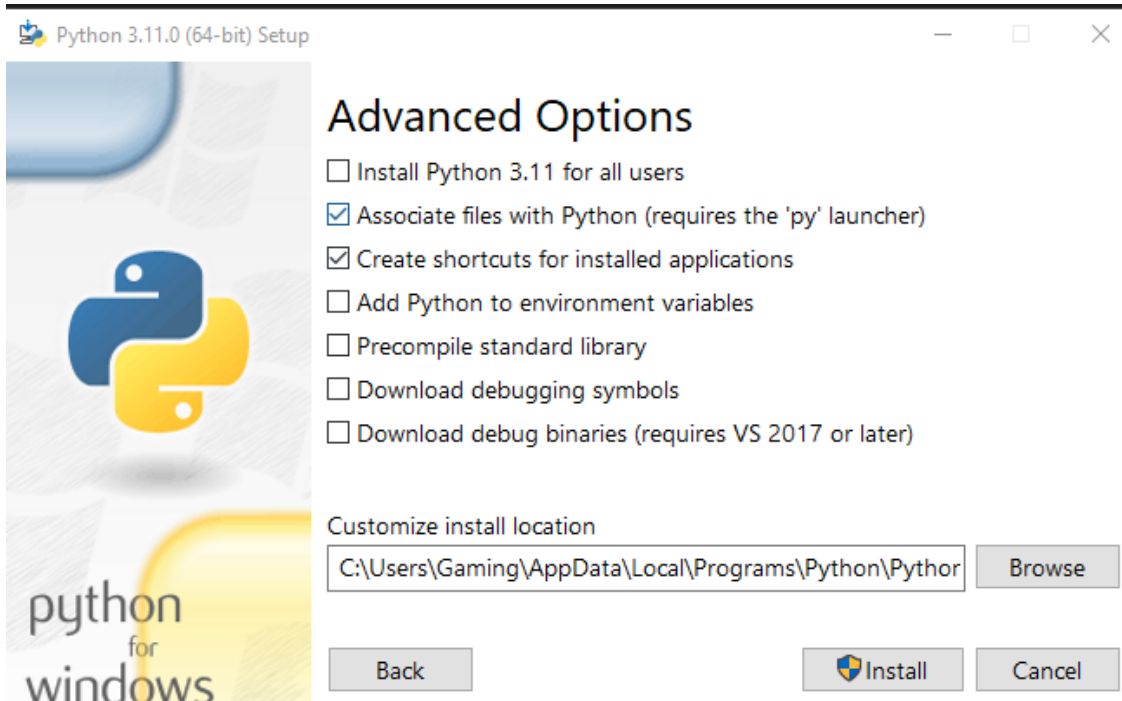 Python 3.11.0 (64-bit) Setup
Advanced Options
Install Python 3.11 for all users
Associate files with Python (requires the 'py' launcher)
Create shortcuts for installed applications
Add Python to environment variables
Precompile standard library
Download debugging symbols
Download debug binaries (requires VS 2017 or later)
Customize install location
C:\Users\Gaming\AppData\Local\Programs\Python\Pythor
Browse
python
for
windows
Back
Install
Cancel